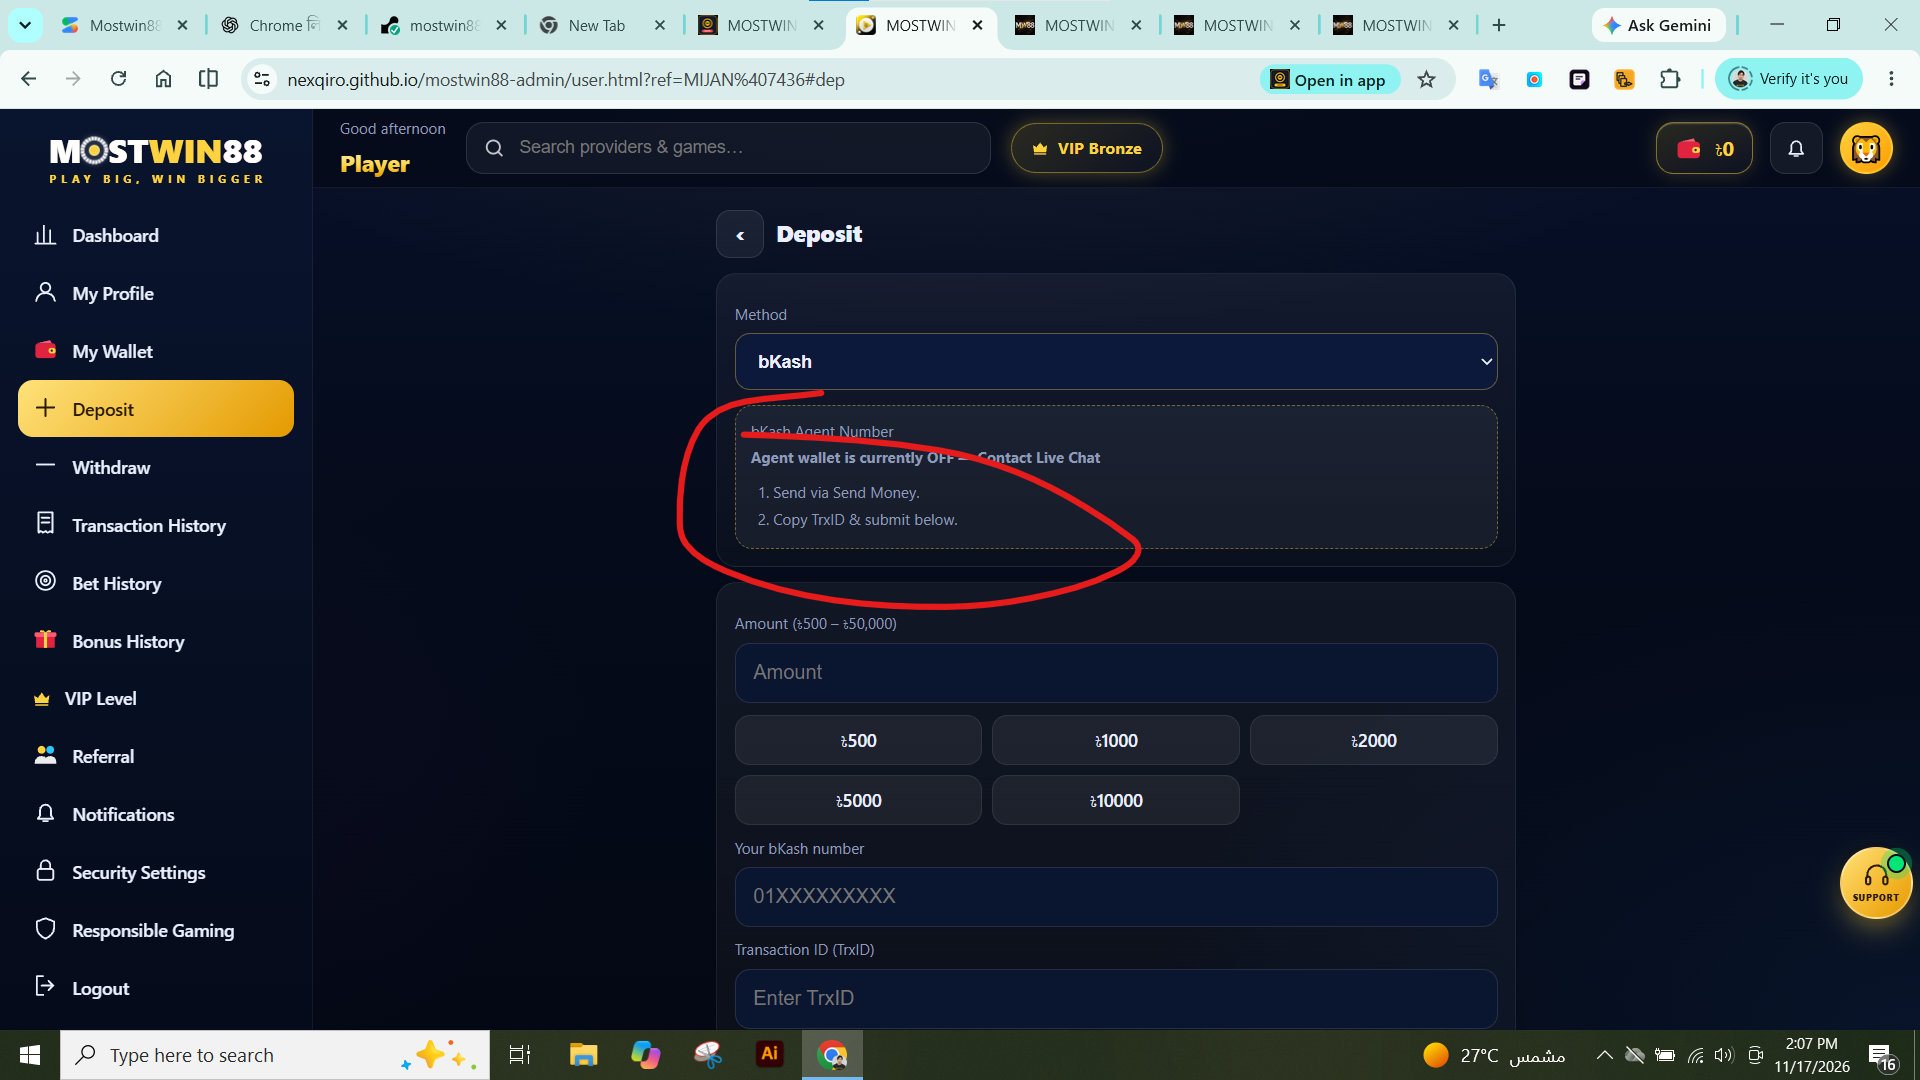 Mostwin88
Chrome
mostwin88
New Tab
MOSTWIN
MOSTWIN
MOSTWIN
MOSTWIN
MOSTWIN
Ask Gemini
nexqiro.github.io/mostwin88-admin/user.html?ref=MIJAN%407436#dep
Open in app
Verify it's you
MOSTWIN88
PLAY BIG, WIN BIGGER
Good afternoon
Player
Search providers & games...
VIP Bronze
৳0
Dashboard
My Profile
My Wallet
Deposit
Withdraw
Transaction History
Bet History
Bonus History
VIP Level
Referral
Notifications
Security Settings
Responsible Gaming
Logout
Deposit
Method
bKash
bKash Agent Number
Agent wallet is currently OFF — Contact Live Chat
1. Send via Send Money.
2. Copy TrxID & submit below.
Amount (৳500 – ৳50,000)
Amount
৳500
৳1000
৳2000
৳5000
৳10000
Your bKash number
01XXXXXXXXX
Transaction ID (TrxID)
Enter TrxID
SUPPORT
Type here to search
Ai
27°C مشمس
2:07 PM
11/17/2026
16